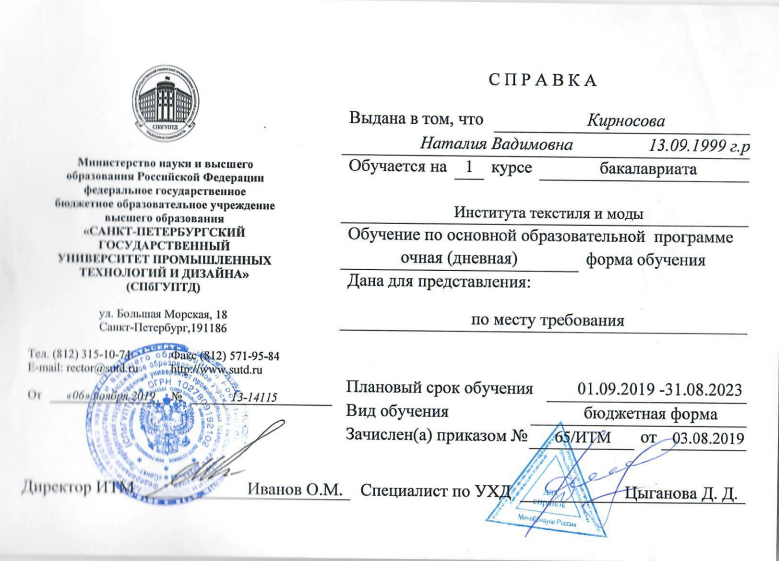 СПбГУПТД
Министерство науки и высшего
образования Российской Федерации
федеральное государственное
бюджетное образовательное учреждение
высшего образования
«САНКТ-ПЕТЕРБУРГСКИЙ
ГОСУДАРСТВЕННЫЙ
УНИВЕРСИТЕТ ПРОМЫШЛЕННЫХ
ТЕХНОЛОГИЙ И ДИЗАЙНА»
(СПбГУПТД)
ул. Большая Морская, 18
Санкт-Петербург,191186
Тел. (812) 315-10-74 Факс (812) 571-95-84
E-mail: rector@sutd.ru http://www.sutd.ru
От «06» ноября 2019 № 13-14115
Директор ИТМ Иванов О.М.
СПРАВКА
Выдана в том, что Кирносова
Наталия Вадимовна 13.09.1999 г.р
Обучается на 1 курсе бакалавриата
Института текстиля и моды
Обучение по основной образовательной программе
очная (дневная) форма обучения
Дана для представления:
по месту требования
Плановый срок обучения 01.09.2019 -31.08.2023
Вид обучения бюджетная форма
Зачислен(а) приказом № 65/ИТМ от 03.08.2019
Специалист по УХД Цыганова Д. Д.
Минобрнауки России